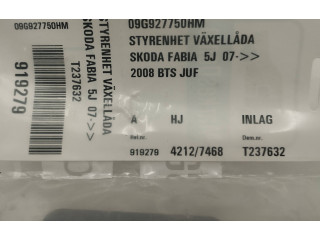 09G927750HM
STYRENHET VÄXELLÅDA
SKODA FABIA 5J 07->>
T237632
919279
09G927750HM
STYRENHET VÄXELLÅDA
SKODA FABIA 5J 07->>
2008 BTS JUF
A HJ INLAG
919279 4212/7468 T237632